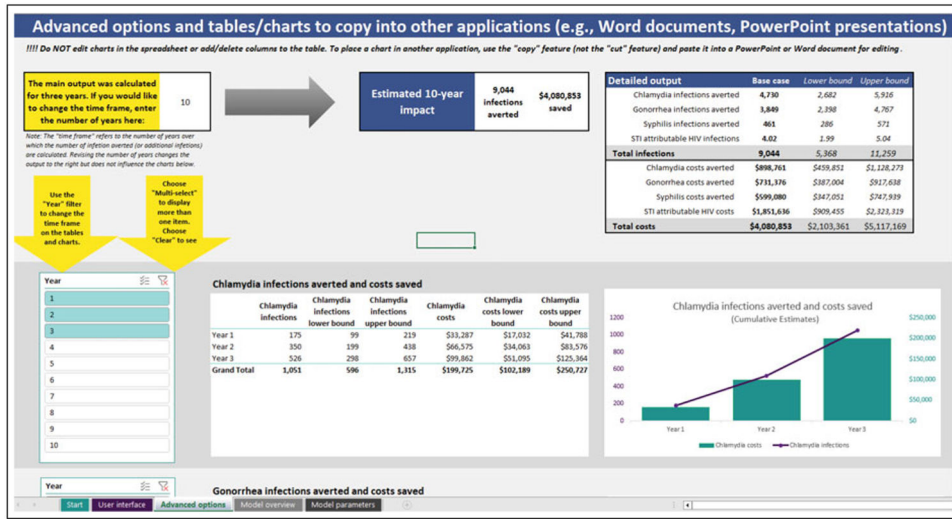 Advanced options and tables/charts to copy into other applications (e.g., Word documents, PowerPoint presentations)
!!!! Do NOT edit charts in the spreadsheet or add/delete columns to the table. To place a chart in another application, use the "copy" feature (not the "cut" feature) and paste it into a PowerPoint or Word document for editing.
The main output was calculated
for three years. If you would like
to change the time frame, enter
the number of years here:
10
Note: The "time frame" refers to the number of years over
which the number of infetion averted (or additional infetions)
are calculated. Revising the number of years changes the
output to the right but does not influence the charts below.
Estimated 10-year
impact
9,044
infections
averted
$4,080,853
saved
Detailed output Base case Lower bound Upper bound
Chlamydia infections averted 4,730 2,682 5,916
Gonorrhea infections averted 3,849 2,398 4,767
Syphilis infections averted 461 286 571
STI attributable HIV infections 4.02 1.99 5.04
Total infections 9,044 5,368 11,259
Chlamydia costs averted $898,761 $459,851 $1,128,273
Gonorrhea costs averted $731,376 $387,004 $917,638
Syphilis costs averted $599,080 $347,051 $747,939
STI attributable HIV costs $1,851,636 $909,455 $2,323,319
Total costs $4,080,853 $2,103,361 $5,117,169
Use the
"Year" filter
to change the
time frame
on the tables
and charts.
Choose
"Multi-select"
to display
more than
one item.
Choose
"Clear" to see
Year
1
2
3
4
5
6
7
8
9
10
Chlamydia infections averted and costs saved
Chlamydia infections Chlamydia infections lower bound Chlamydia infections upper bound Chlamydia costs Chlamydia costs lower bound Chlamydia costs upper bound
Year 1 175 99 219 $33,287 $17,032 $41,788
Year 2 350 199 438 $66,575 $34,063 $83,576
Year 3 526 298 657 $99,862 $51,095 $125,364
Grand Total 1,051 596 1,315 $199,725 $102,189 $250,727
Chlamydia infections averted and costs saved
(Cumulative Estimates)
1200
1000
800
600
400
200
0
$250,000
$200,000
$150,000
$100,000
$50,000
$0
Year 1 Year 2 Year 3
Chlamydia costs Chlamydia infections
Year
Gonorrhea infections averted and costs saved
Start User interface Advanced options Model overview Model parameters